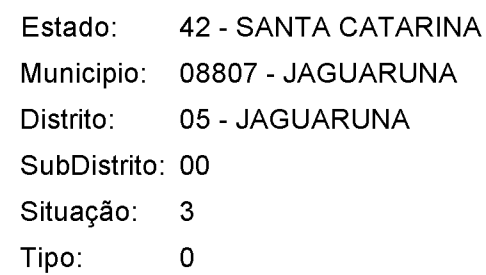 Estado: 42 - SANTA CATARINA
Municipio: 08807 - JAGUARUNA
Distrito: 05 - JAGUARUNA
SubDistrito: 00
Situação: 3
Tipo: 0